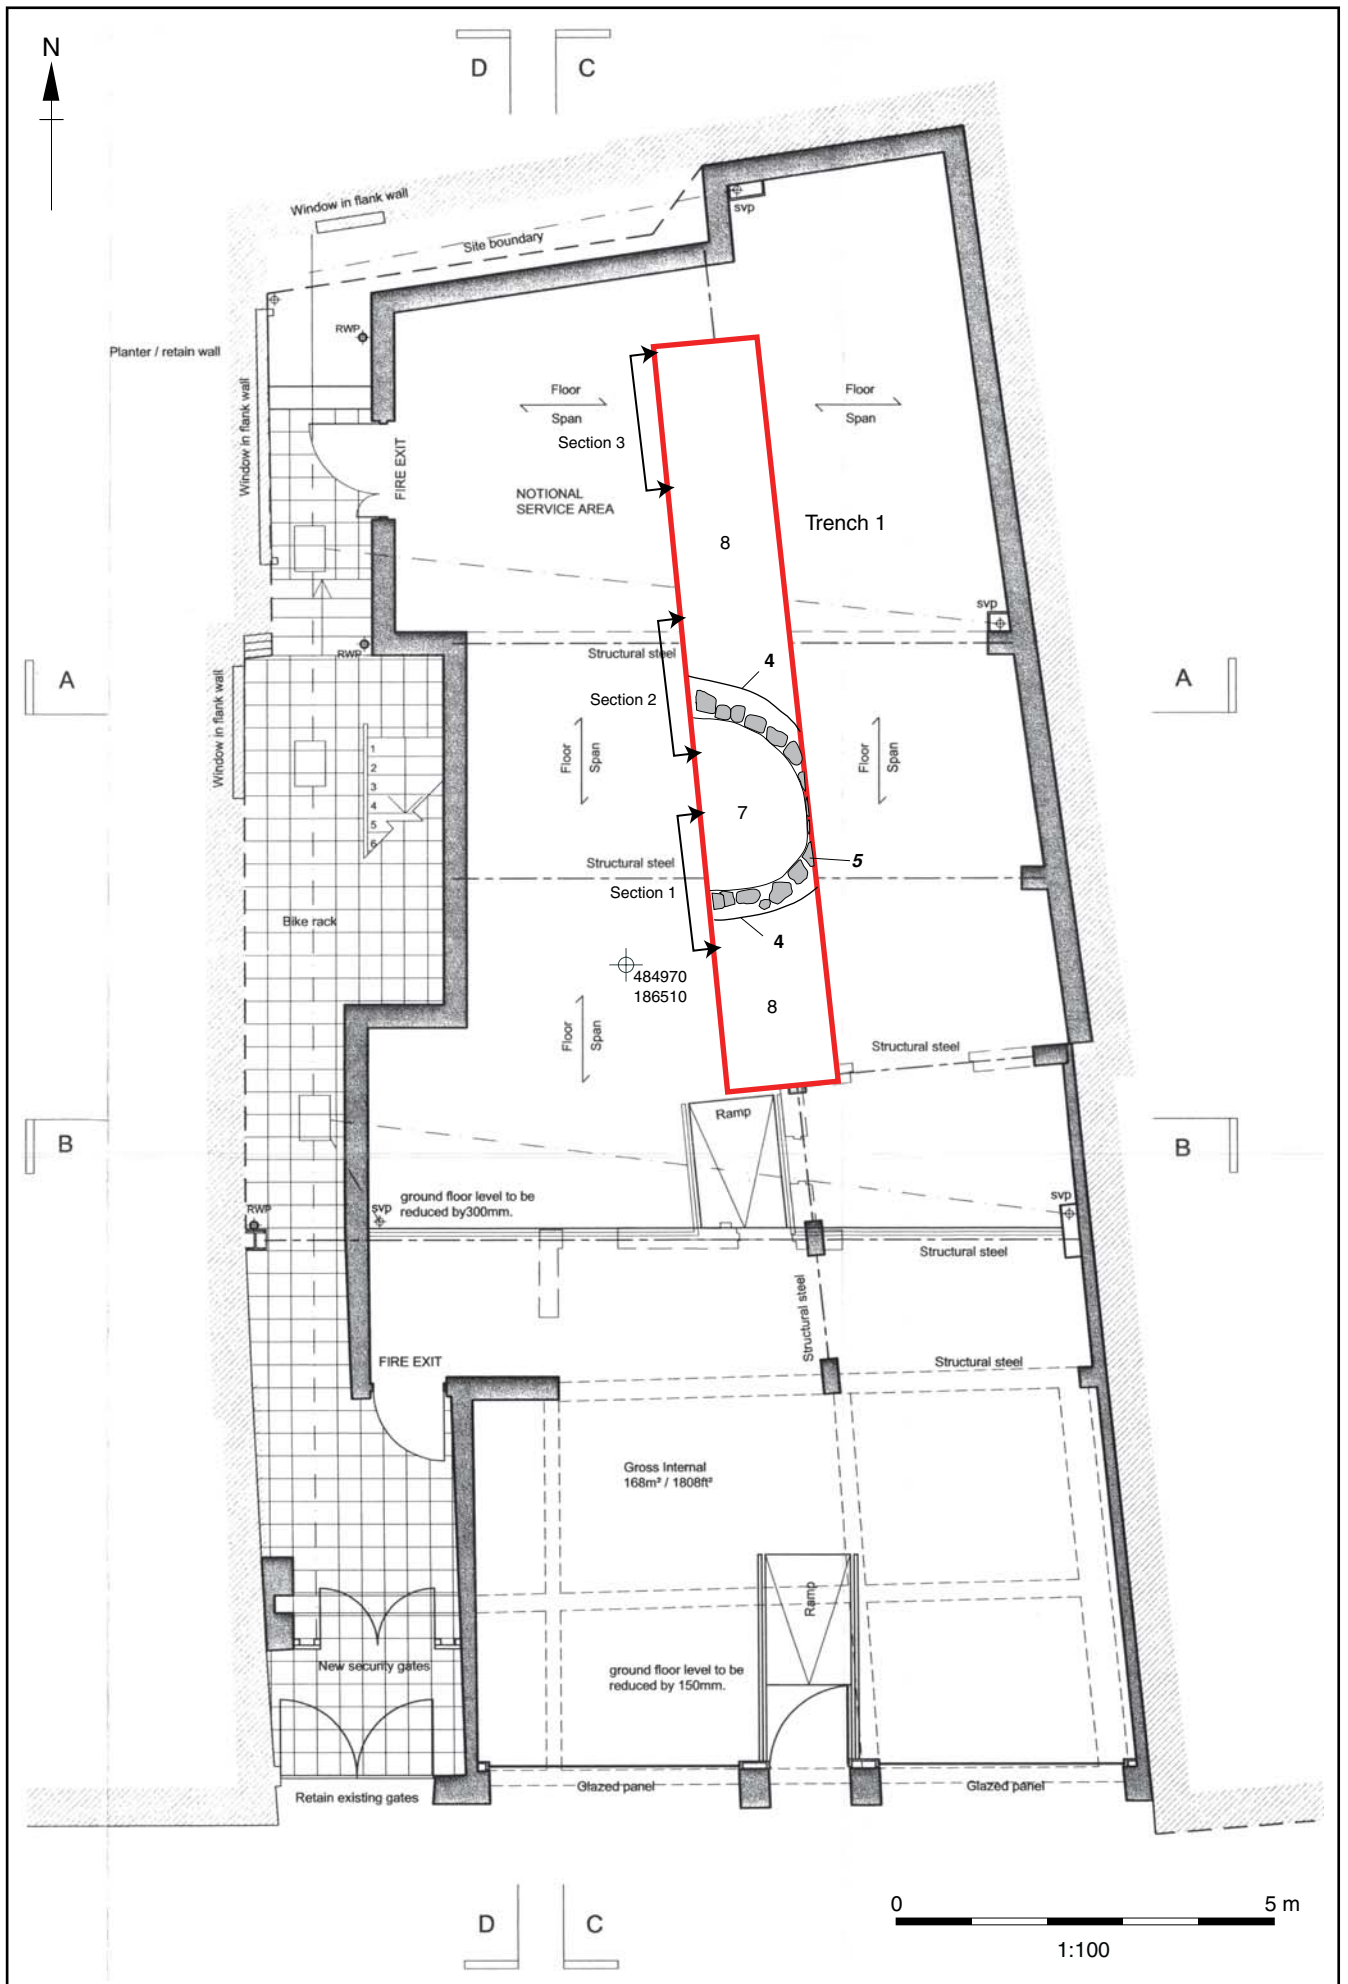 N
D
C
Window in flank wall
Site boundary
svp
RWP
Planter / retain wall
Window in flank wall
FIRE EXIT
Floor
Span
Floor
Span
Section 3
NOTIONAL
SERVICE AREA
Trench 1
8
svp
RWP
Structural steel
4
A
A
Section 2
Window in flank wall
Floor
Span
Floor
Span
1
2
3
4
5
6
7
Structural steel
5
Section 1
Bike rack
4
484970
186510
8
Floor
Span
Structural steel
Ramp
B
B
ground floor level to be
reduced by300mm.
svp
RWP
svp
Structural steel
Structural steel
FIRE EXIT
Structural steel
Gross Internal
168m² / 1808ft²
Ramp
New security gates
ground floor level to be
reduced by 150mm.
Retain existing gates
Glazed panel
Glazed panel
0
5 m
1:100
D
C